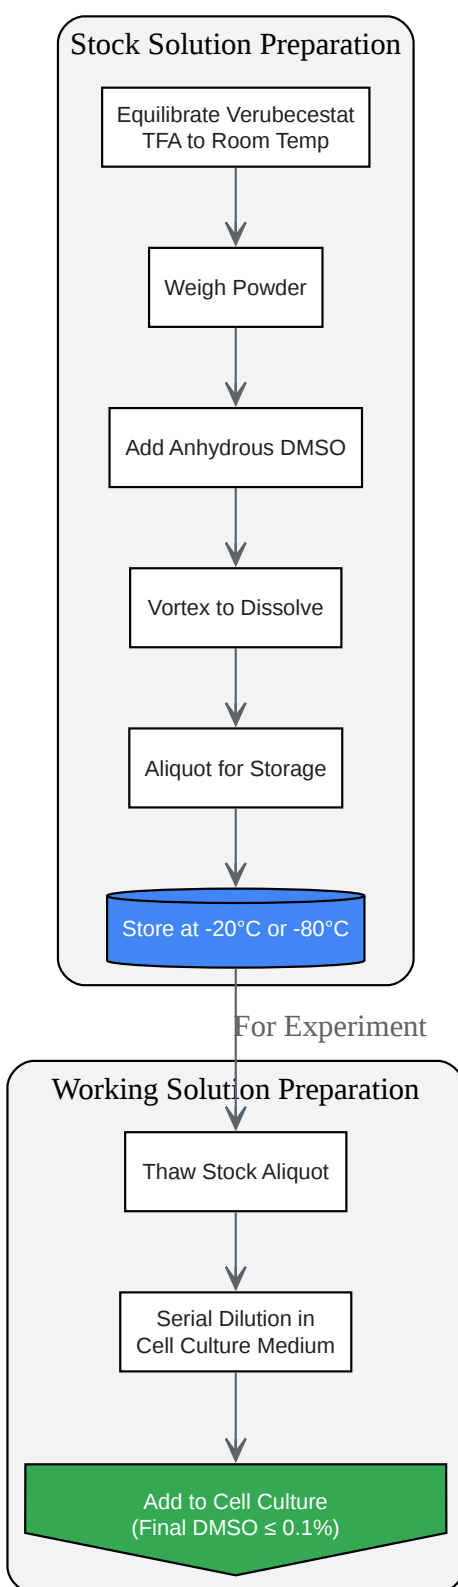 Stock Solution Preparation
Equilibrate Verubecestat
TFA to Room Temp
Weigh Powder
Add Anhydrous DMSO
Vortex to Dissolve
Aliquot for Storage
Store at -20°C or -80°C
For Experiment
Working Solution Preparation
Thaw Stock Aliquot
Serial Dilution in
Cell Culture Medium
Add to Cell Culture
(Final DMSO ≤ 0.1%)